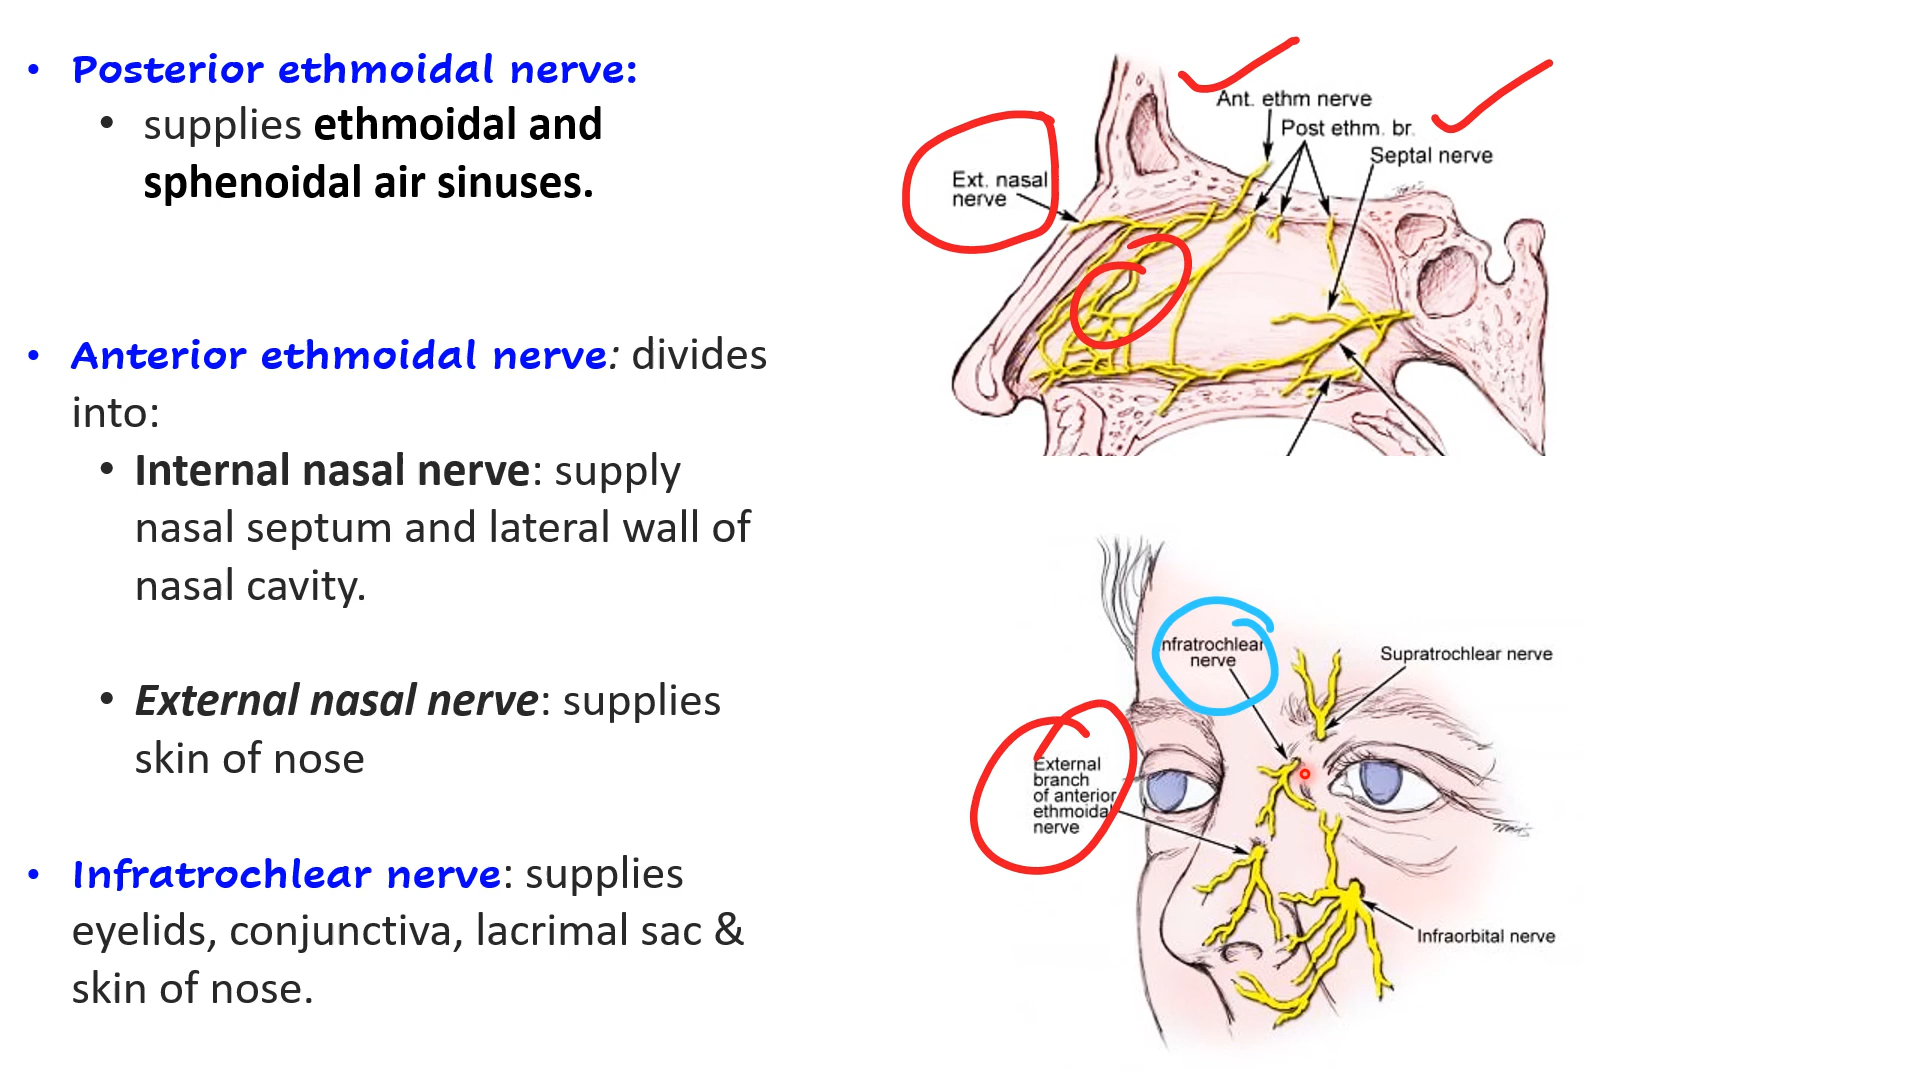 • Posterior ethmoidal nerve:
• supplies ethmoidal and
sphenoidal air sinuses.
• Anterior ethmoidal nerve: divides
into:
• Internal nasal nerve: supply
nasal septum and lateral wall of
nasal cavity.
• External nasal nerve: supplies
skin of nose
• Infratrochlear nerve: supplies
eyelids, conjunctiva, lacrimal sac &
skin of nose.
Ant. ethm nerve
Post ethm. br.
Septal nerve
Ext. nasal
nerve
nfratrochlear
nerve
Supratrochlear nerve
External
branch
of anterior
ethmoidal
nerve
Infraorbital nerve